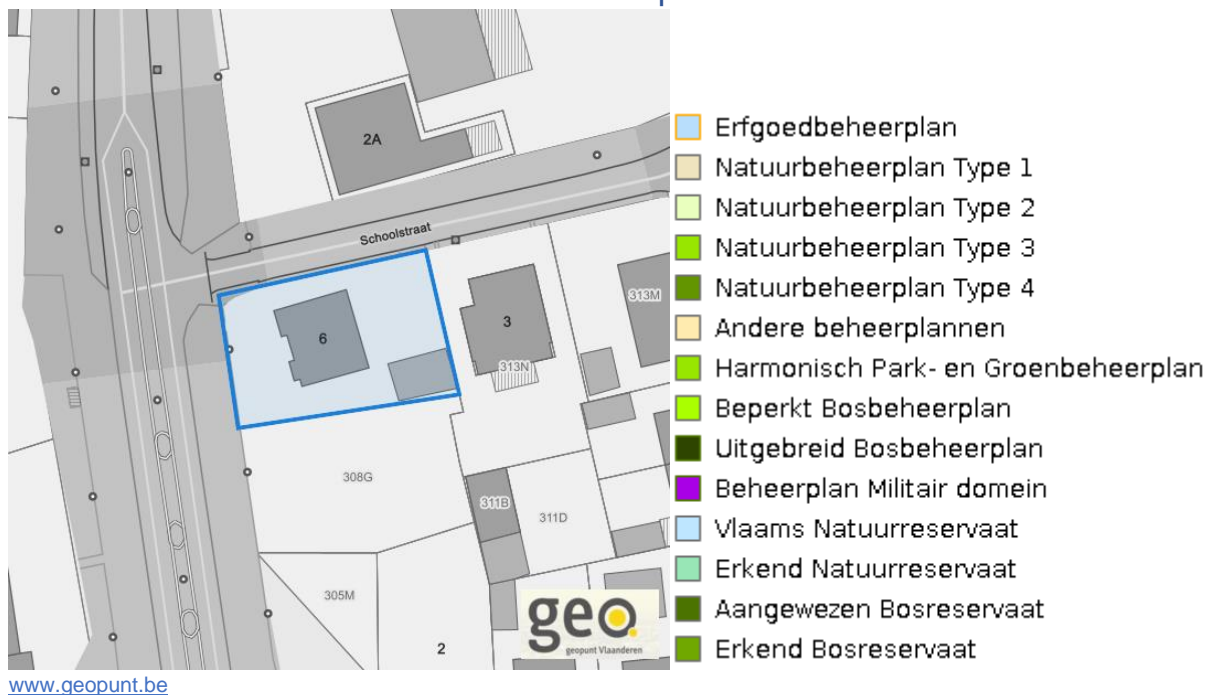 2A
Schoolstraat
6
3
313M
313N
308G
311B
311D
305M
2
geo
geopunt Vlaanderen
Erfgoedbeheerplan
Natuurbeheerplan Type 1
Natuurbeheerplan Type 2
Natuurbeheerplan Type 3
Natuurbeheerplan Type 4
Andere beheerplannen
Harmonisch Park- en Groenbeheerplan
Beperkt Bosbeheerplan
Uitgebreid Bosbeheerplan
Beheerplan Militair domein
Vlaams Natuurreservaat
Erkend Natuurreservaat
Aangewezen Bosreservaat
Erkend Bosreservaat
www.geopunt.be